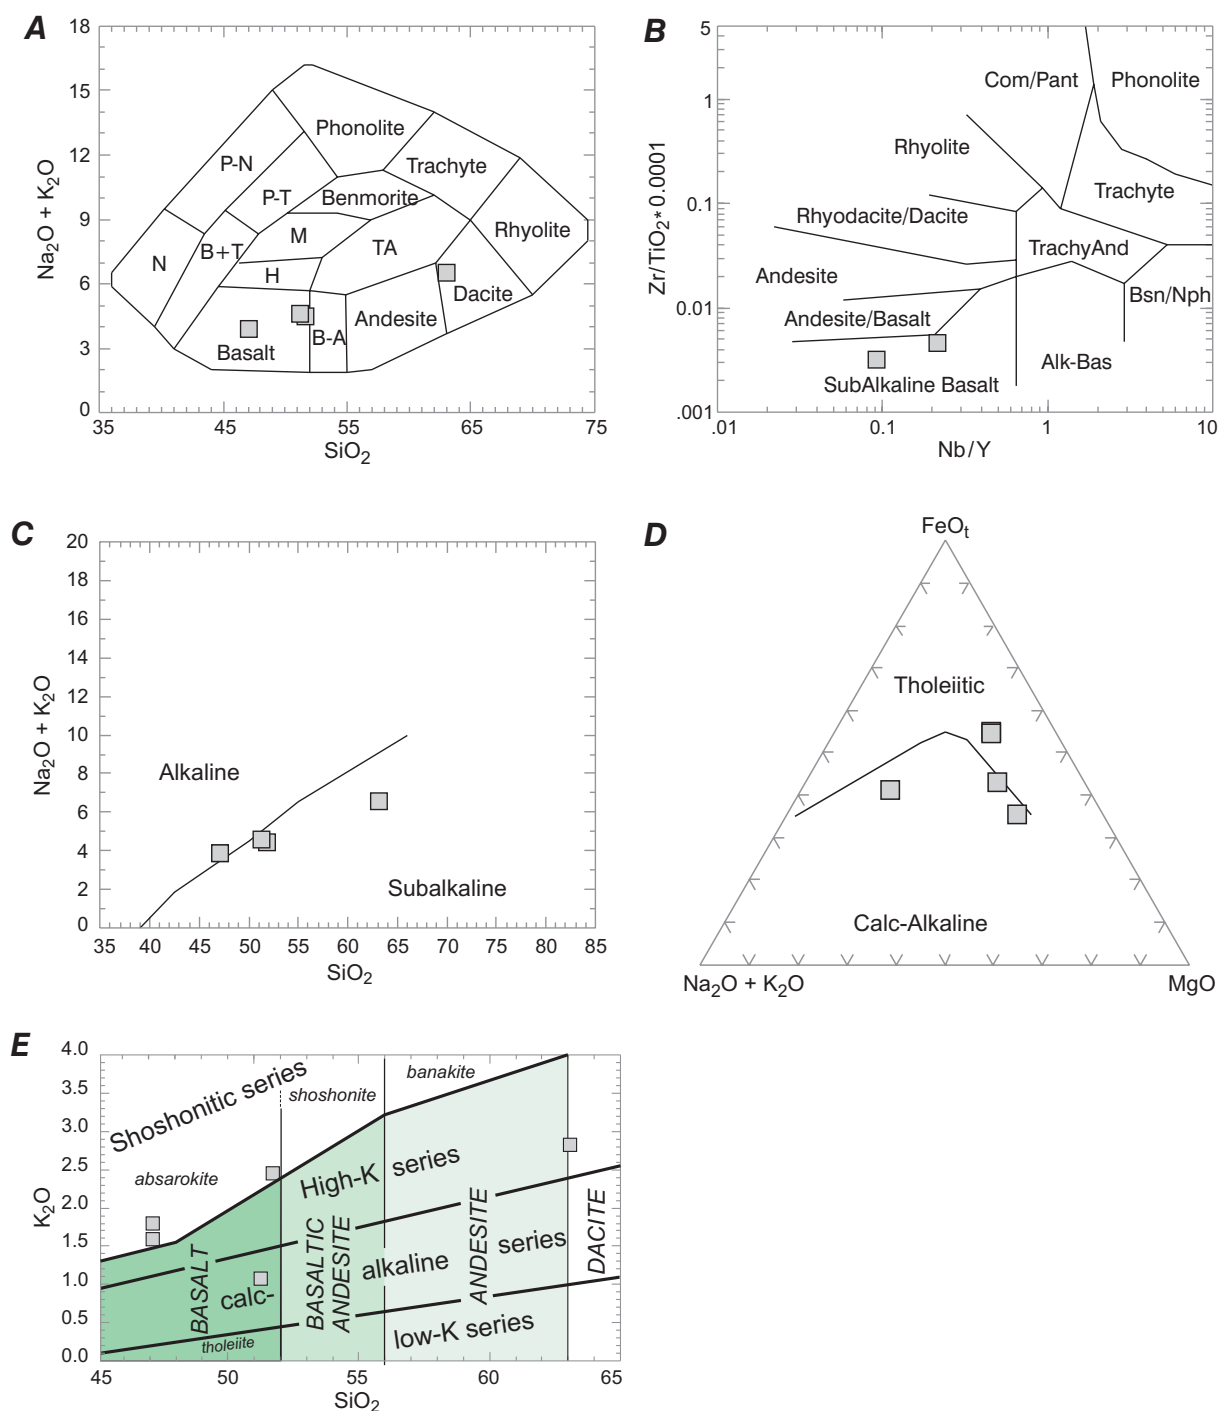 A
18
15
12
9
6
3
0
Na2O + K2O
P-N
Phonolite
Trachyte
P-T
Benmorite
Rhyolite
N
B+T
M
TA
H
Dacite
Basalt
B-A
Andesite
35 45 55 65 75
SiO2
B
5
1
0.1
0.01
.001
Zr/TiO2* 0.0001
Com/Pant
Phonolite
Rhyolite
Trachyte
Rhyodacite/Dacite
TrachyAnd
Andesite
Bsn/Nph
Andesite/Basalt
Alk-Bas
SubAlkaline Basalt
.01 0.1 1 10
Nb/Y
C
20
18
16
14
12
10
8
6
4
2
0
Na2O + K2O
Alkaline
Subalkaline
35 40 45 50 55 60 65 70 75 80 85
SiO2
D
FeOt
Tholeiitic
Calc-Alkaline
Na2O + K2O
MgO
E
4.0
3.5
3.0
2.5
2.0
1.5
1.0
0.5
0.0
K2O
Shoshonitic series
shoshonite
banakite
absarokite
High-K series
calc- alkaline series
low-K series
tholeiite
BASALT
BASALTIC
ANDESITE
ANDESITE
DACITE
45 50 55 60 65
SiO2